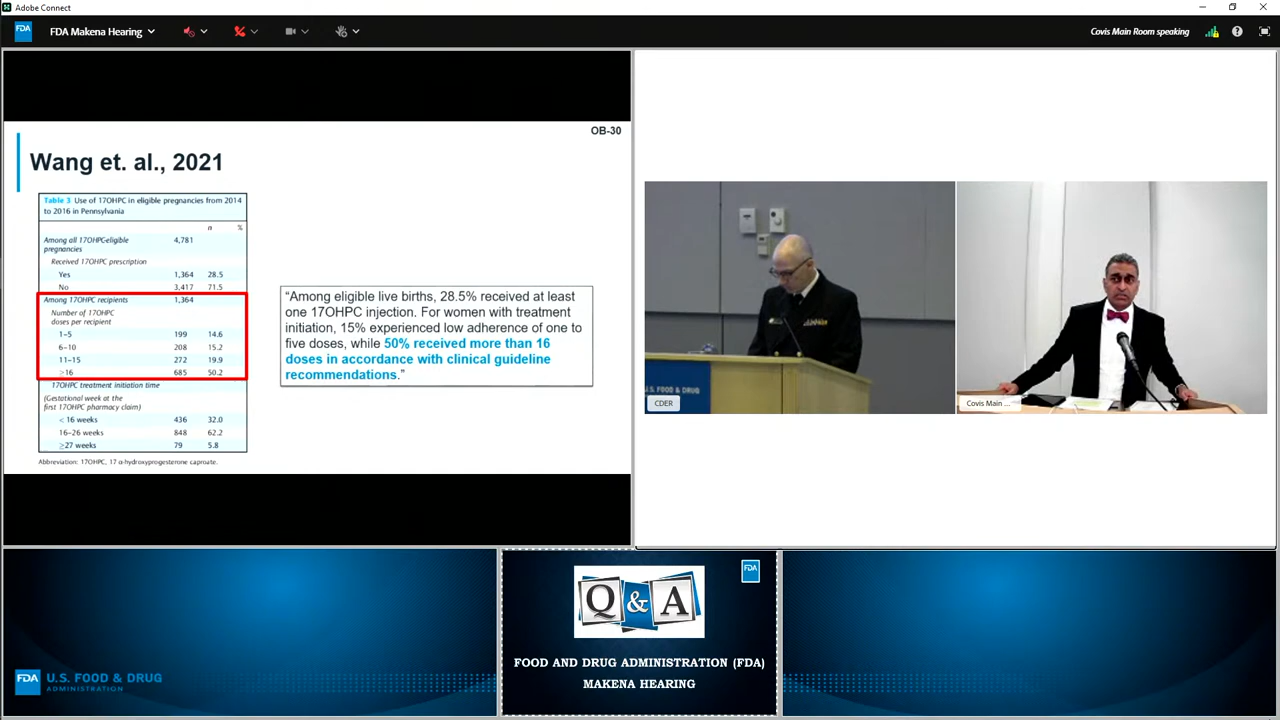 Adobe Connect
FDA
FDA Makena Hearing
Covis Main Room speaking
OB-30
Wang et. al., 2021
Table 3 Use of 17OHPC in eligible pregnancies from 2014
to 2016 in Pennsylvania
n %
Among all 17OHPC-eligible
pregnancies 4,781
Received 17OHPC prescription
Yes 1,364 28.5
No 3,417 71.5
Among 17OHPC recipients 1,364
Number of 17OHPC
doses per recipient
1–5 199 14.6
6–10 208 15.2
11–15 272 19.9
≥16 685 50.2
17OHPC treatment initiation time
(Gestational week at the
first 17OHPC pharmacy claim)
< 16 weeks 436 32.0
16–26 weeks 848 62.2
≥27 weeks 79 5.8
Abbreviation: 17OHPC, 17 α-hydroxyprogesterone caproate.
“Among eligible live births, 28.5% received at least
one 17OHPC injection. For women with treatment
initiation, 15% experienced low adherence of one to
five doses, while 50% received more than 16
doses in accordance with clinical guideline
recommendations.”
U.S. FOOD & DRUG
CDER
Covis Main ...
FDA
Q & A
FOOD AND DRUG ADMINISTRATION (FDA)
MAKENA HEARING
FDA U.S. FOOD & DRUG
ADMINISTRATION